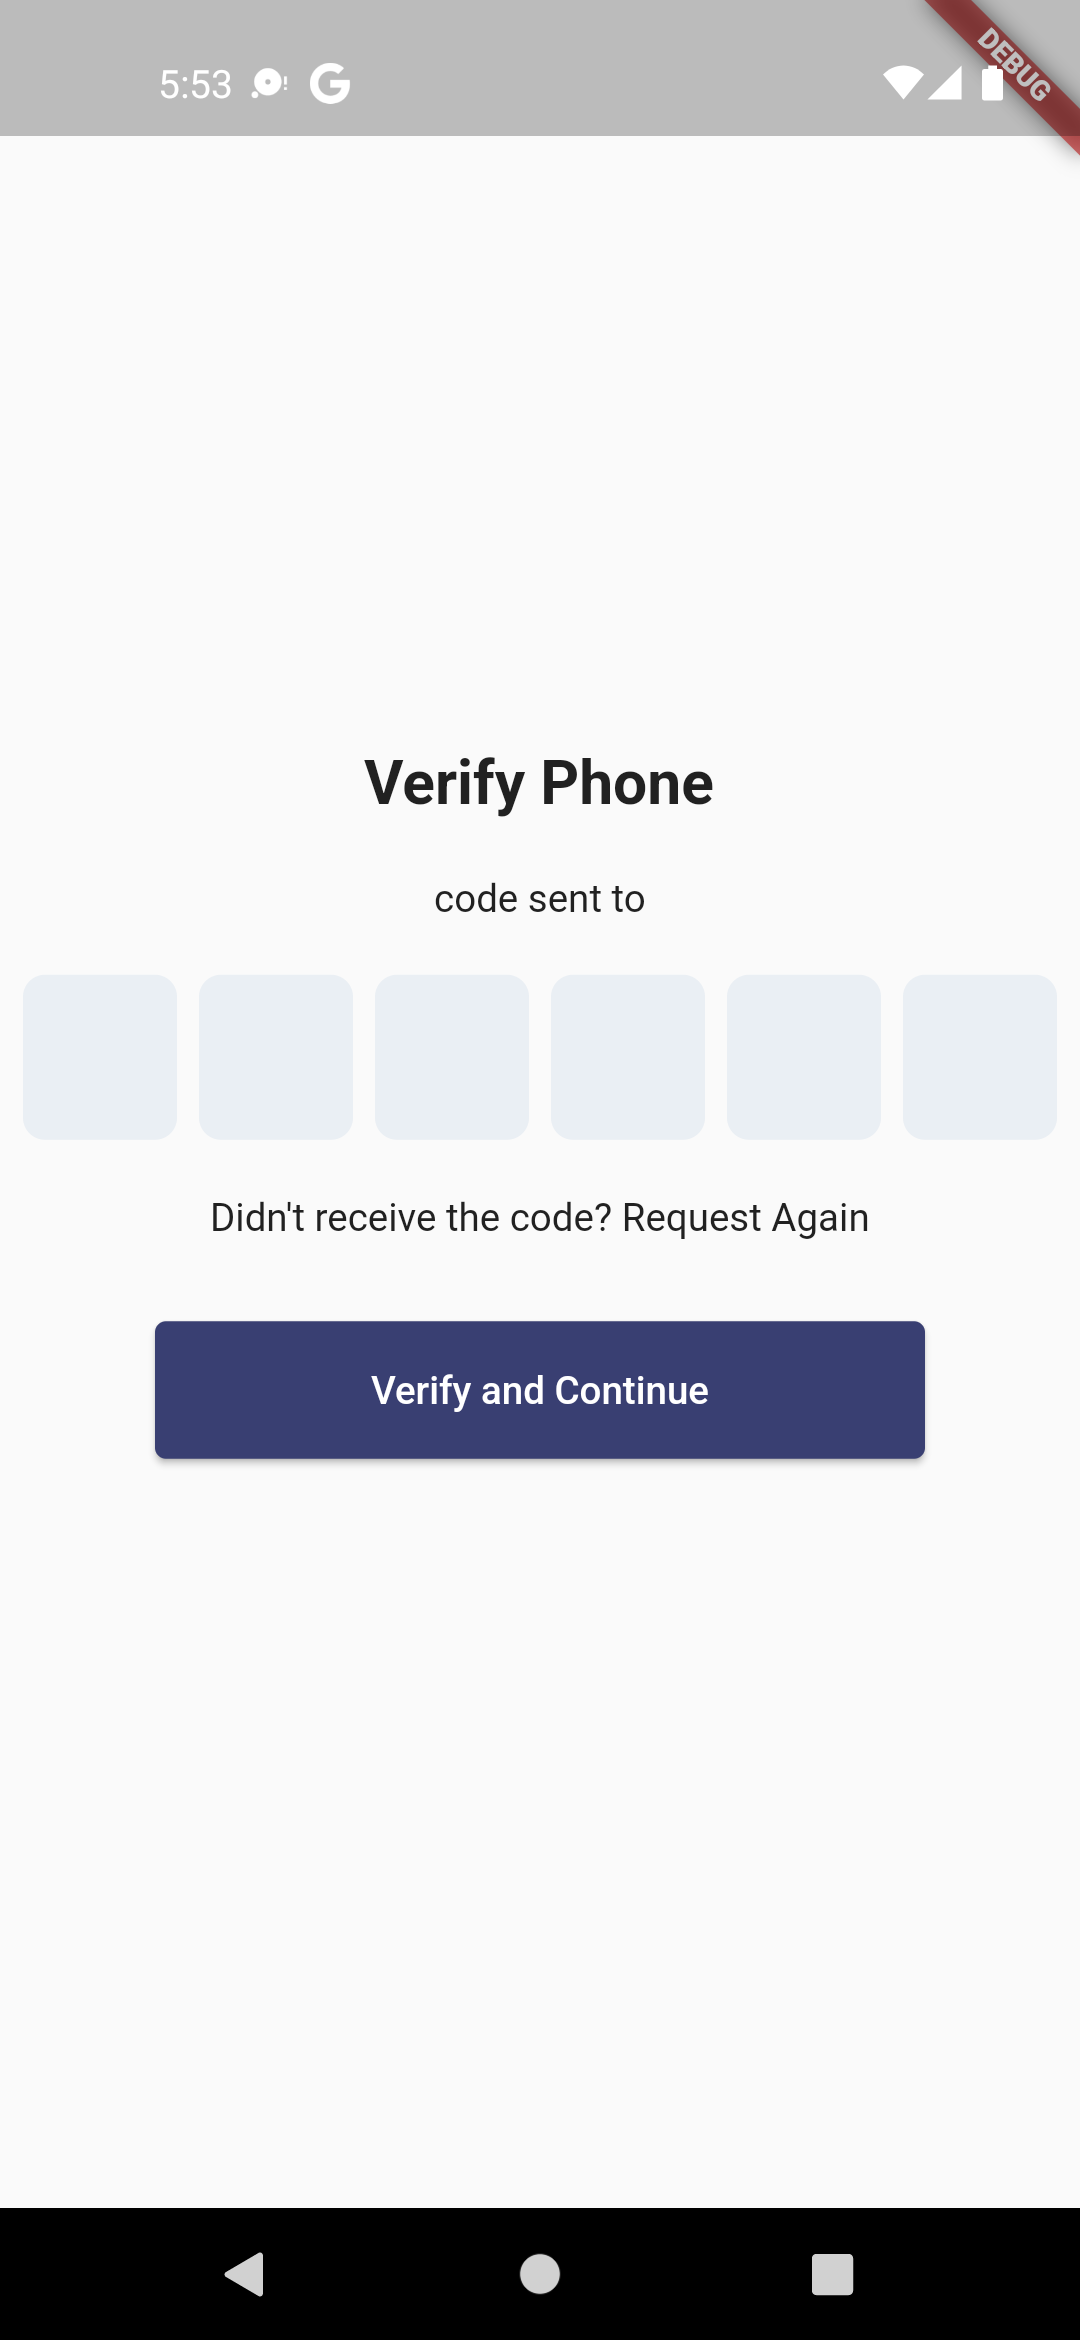 5:53
DEBUG
Verify Phone
code sent to
Didn't receive the code? Request Again
Verify and Continue